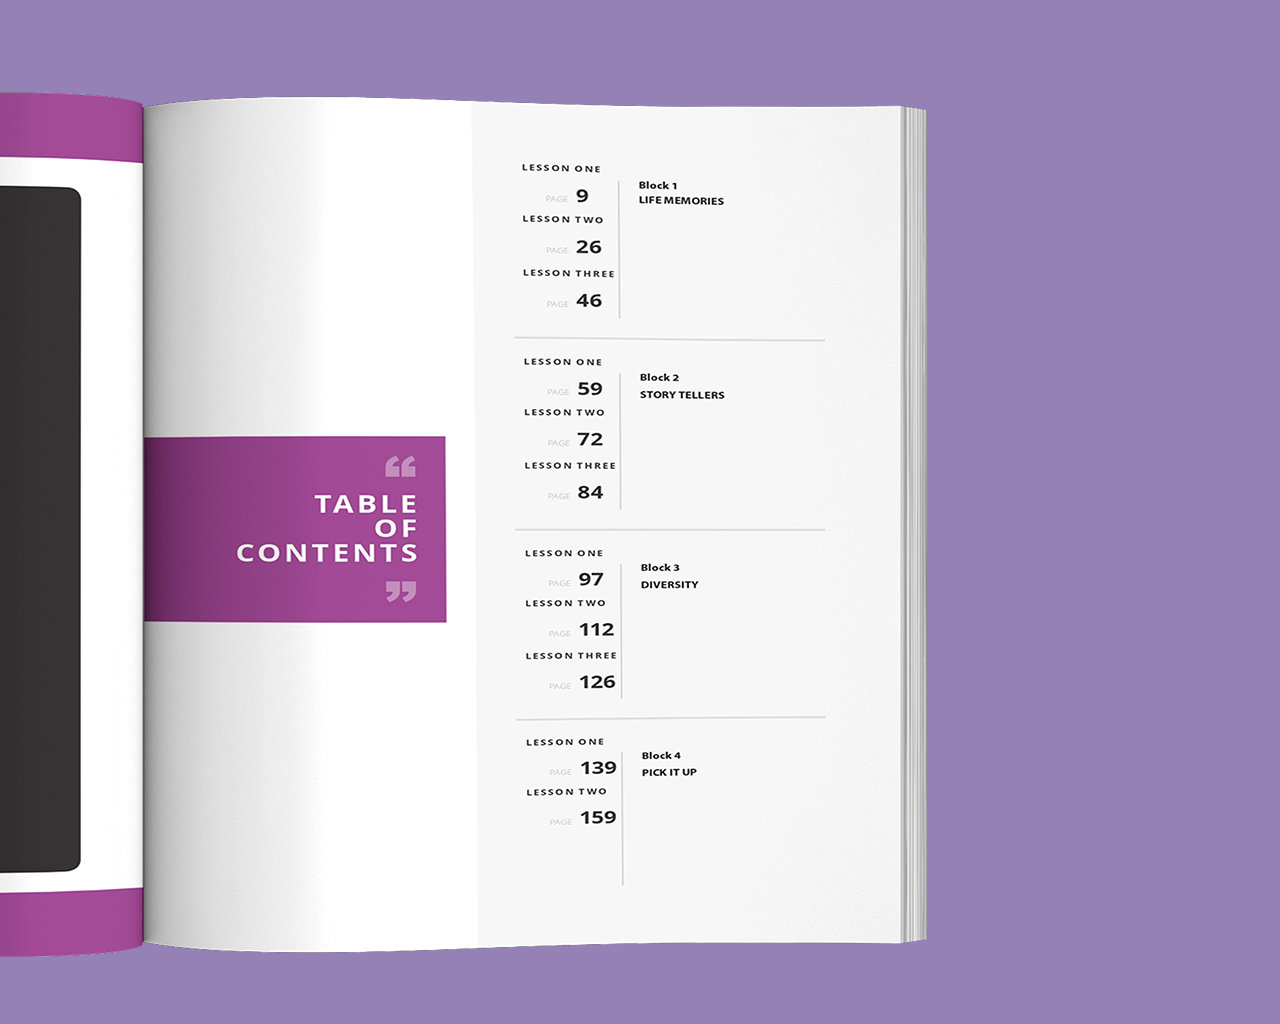 “
TABLE
OF
CONTENTS
”
LESSON ONE
PAGE 9
LESSON TWO
PAGE 26
LESSON THREE
PAGE 46
Block 1
LIFE MEMORIES
LESSON ONE
PAGE 59
LESSON TWO
PAGE 72
LESSON THREE
PAGE 84
Block 2
STORY TELLERS
LESSON ONE
PAGE 97
LESSON TWO
PAGE 112
LESSON THREE
PAGE 126
Block 3
DIVERSITY
LESSON ONE
PAGE 139
LESSON TWO
PAGE 159
Block 4
PICK IT UP